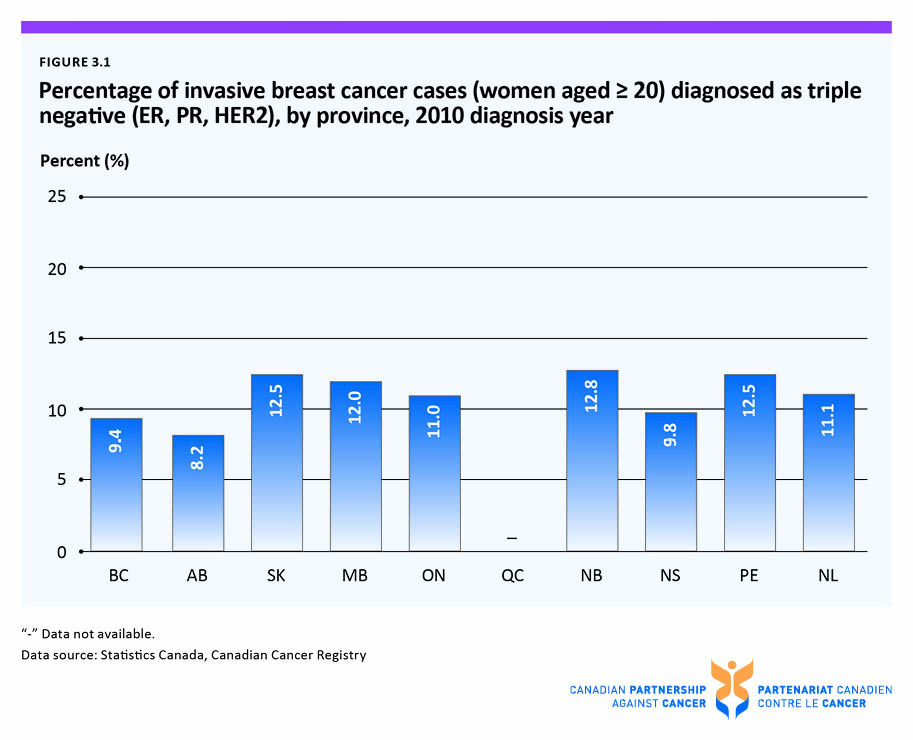 FIGURE 3.1
Percentage of invasive breast cancer cases (women aged ≥ 20) diagnosed as triple
negative (ER, PR, HER2), by province, 2010 diagnosis year
Percent (%)
25
20
15
10
5
0
9.4
8.2
12.5
12.0
11.0
–
12.8
9.8
12.5
11.1
BC AB SK MB ON QC NB NS PE NL
“-” Data not available.
Data source: Statistics Canada, Canadian Cancer Registry
CANADIAN PARTNERSHIP
AGAINST CANCER
PARTENARIAT CANADIEN
CONTRE LE CANCER